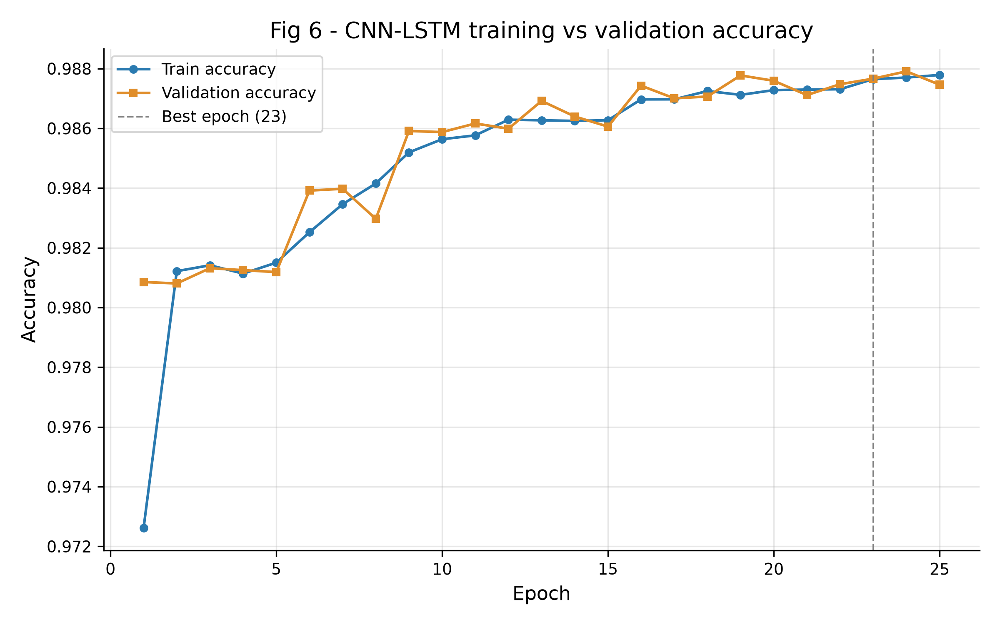 Fig 6 - CNN-LSTM training vs validation accuracy
Train accuracy
Validation accuracy
Best epoch (23)
Accuracy
0.988
0.986
0.984
0.982
0.980
0.978
0.976
0.974
0.972
0 5 10 15 20 25
Epoch